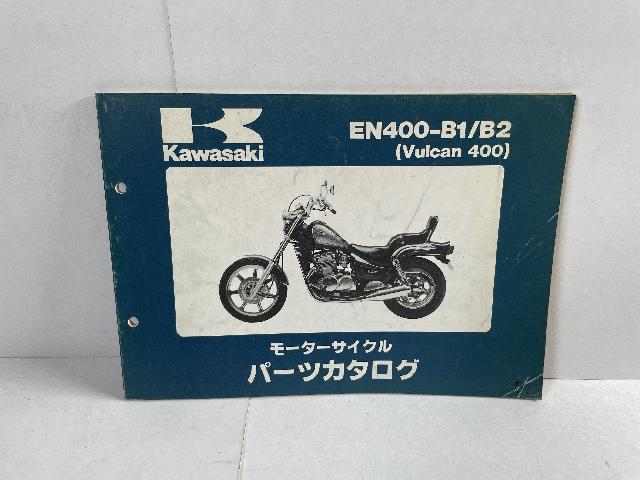 Kawasaki
EN400-B1/B2
(Vulcan 400)
モーターサイクル
パーツカタログ